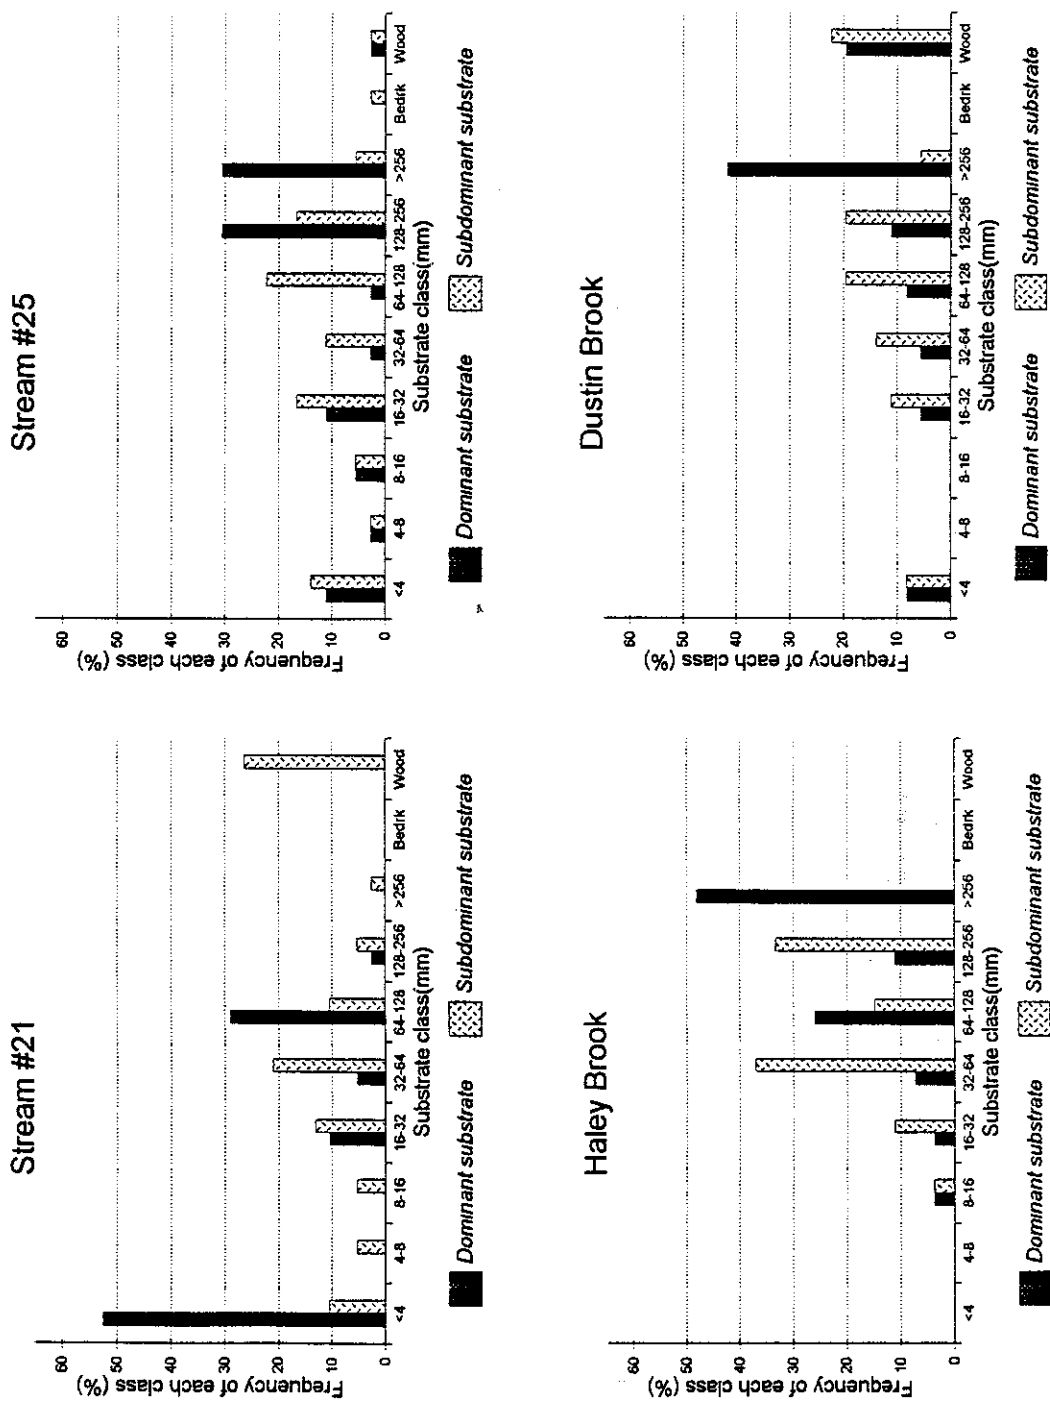 Stream #21
Frequency of each class (%)
60
50
40
30
20
10
0
<4 4-8 8-16 16-32 32-64 64-128 128-256 >256 Bedrk Wood
Substrate class(mm)
Dominant substrate Subdominant substrate
Stream #25
Frequency of each class (%)
60
50
40
30
20
10
0
<4 4-8 8-16 16-32 32-64 64-128 128-256 >256 Bedrk Wood
Substrate class(mm)
Dominant substrate Subdominant substrate
Haley Brook
Frequency of each class (%)
60
50
40
30
20
10
0
<4 4-8 8-16 16-32 32-64 64-128 128-256 >256 Bedrk Wood
Substrate class(mm)
Dominant substrate Subdominant substrate
Dustin Brook
Frequency of each class (%)
60
50
40
30
20
10
0
<4 4-8 8-16 16-32 32-64 64-128 128-256 >256 Bedrk Wood
Substrate class(mm)
Dominant substrate Subdominant substrate